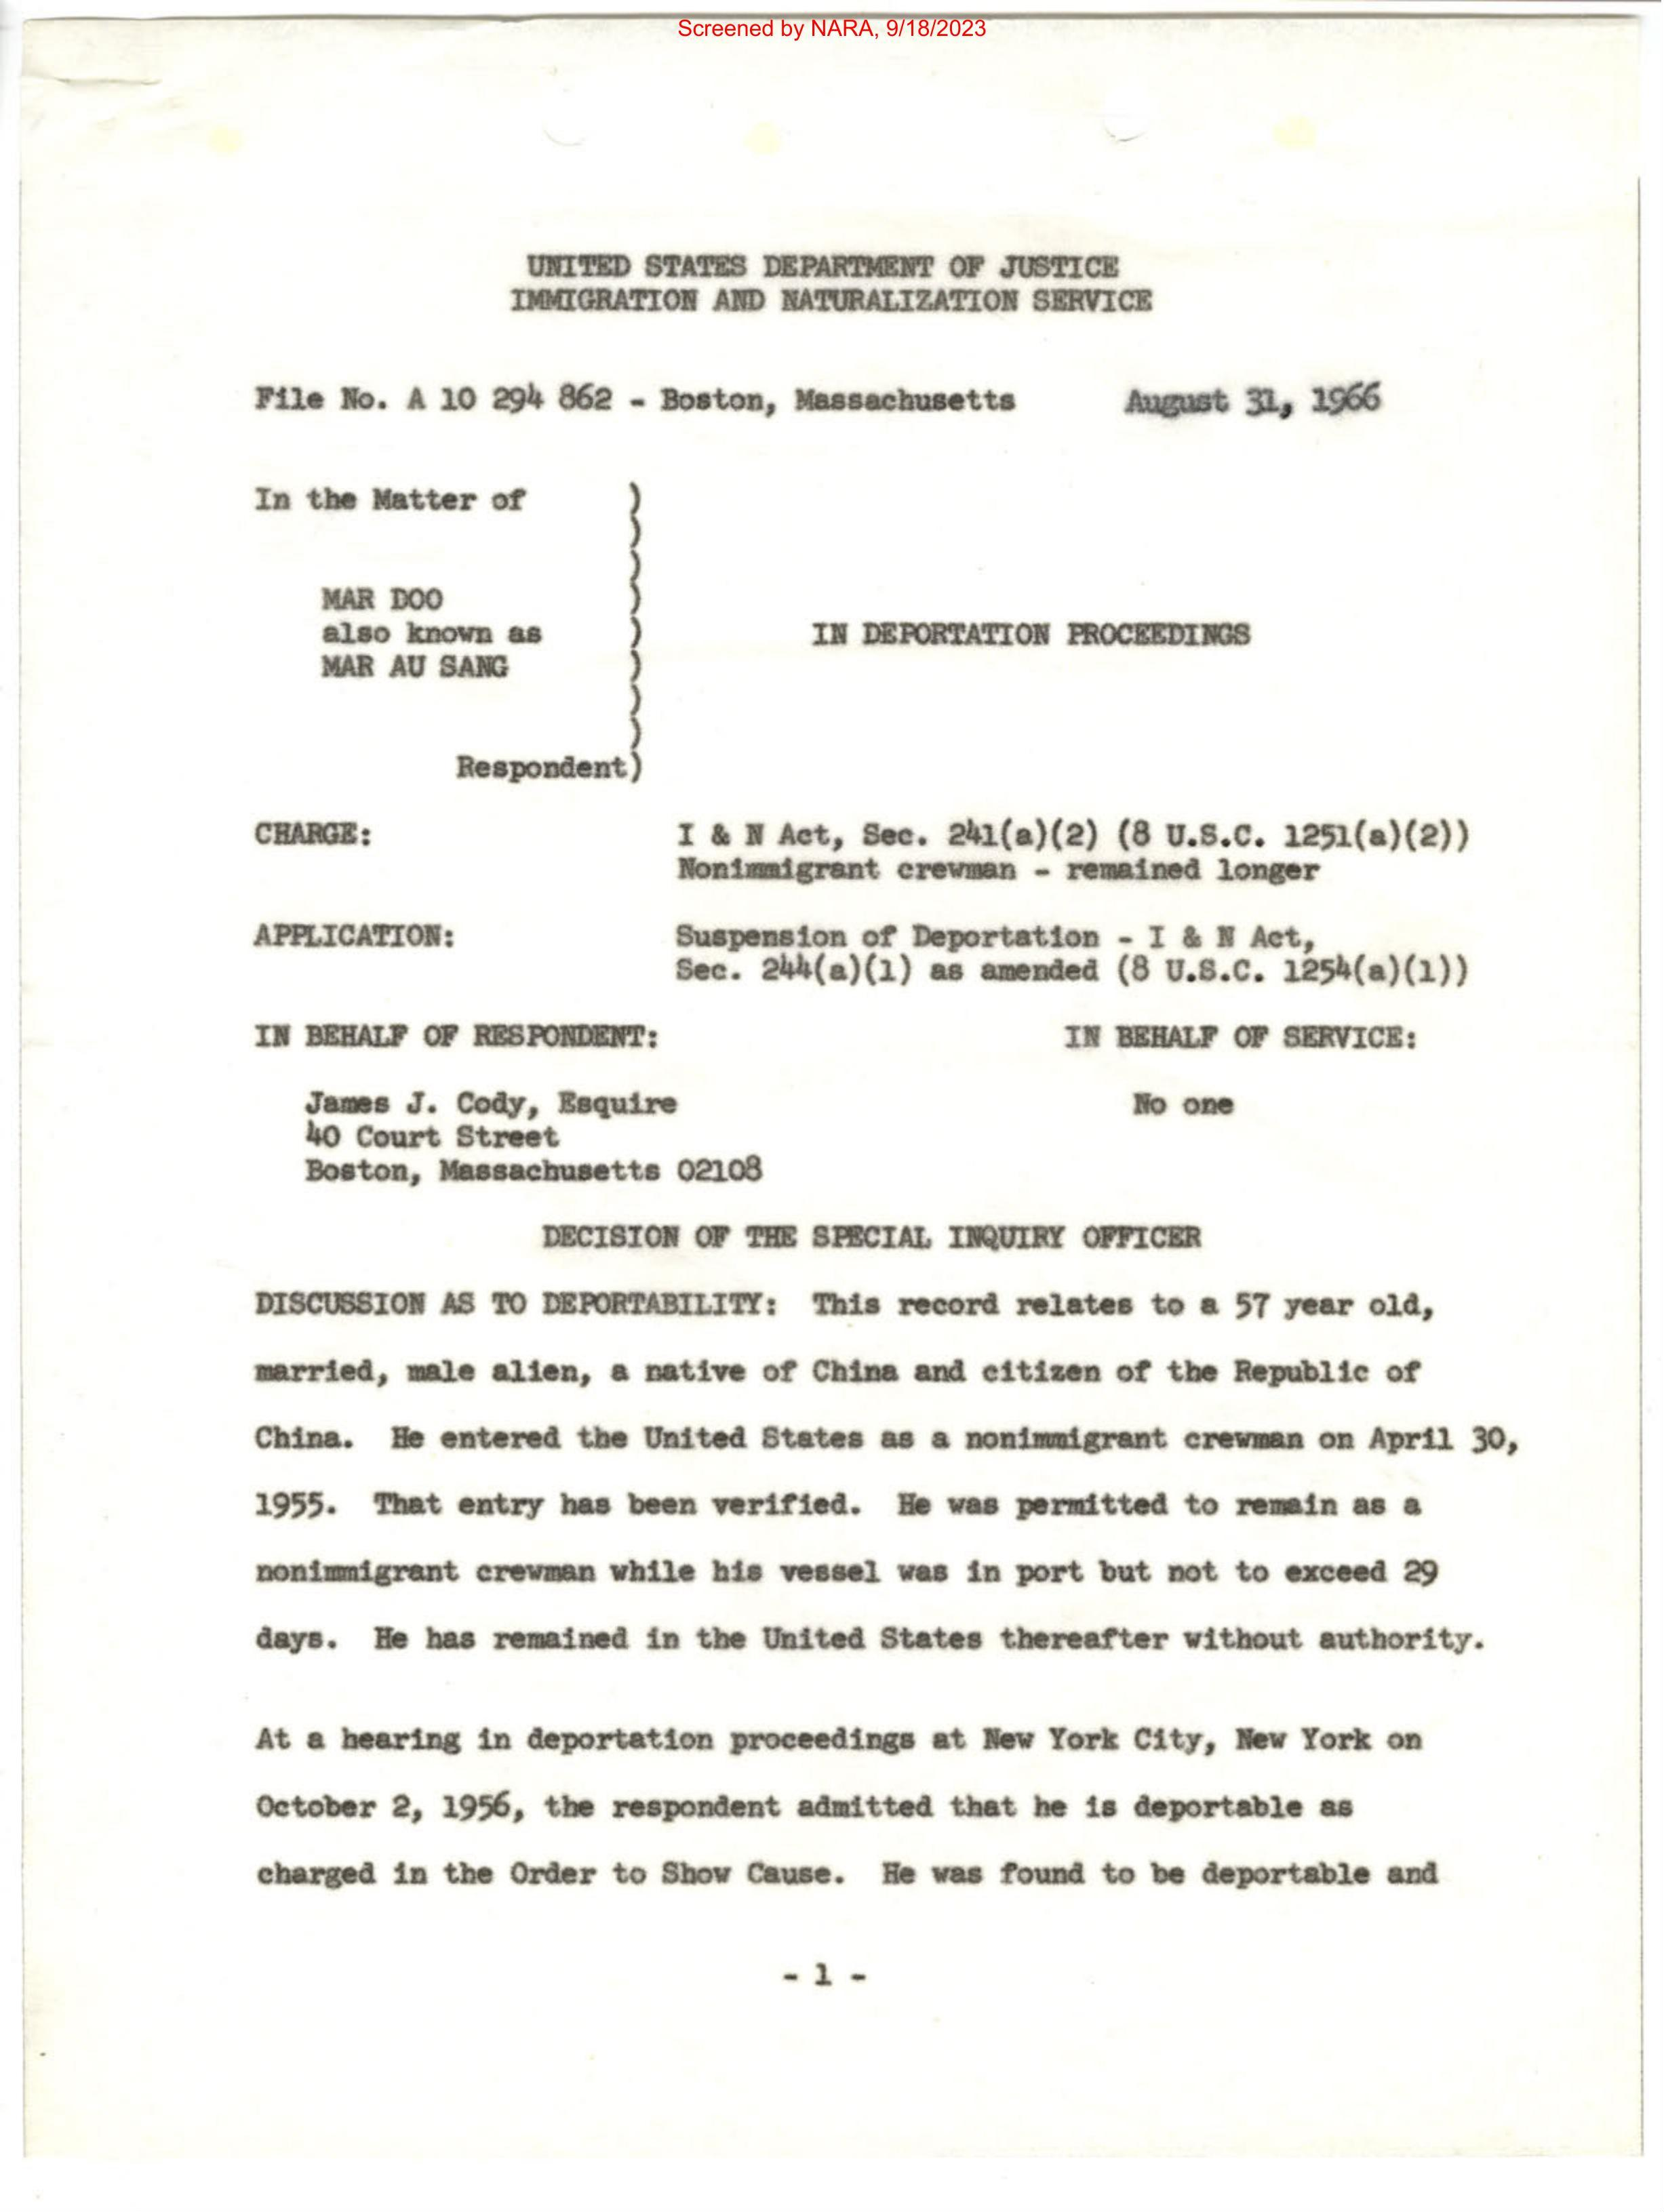 Screened by NARA, 9/18/2023
UNITED STATES DEPARTMENT OF JUSTICE
IMMIGRATION AND NATURALIZATION SERVICE
File No. A 10 294 862 - Boston, Massachusetts August 31, 1966
In the Matter of )
)
)
MAR DOO )
also known as ) IN DEPORTATION PROCEEDINGS
MAR AU SANG )
)
)
Respondent)
CHARGE: I & N Act, Sec. 241(a)(2) (8 U.S.C. 1251(a)(2))
Nonimmigrant crewman - remained longer
APPLICATION: Suspension of Deportation - I & N Act,
Sec. 244(a)(1) as amended (8 U.S.C. 1254(a)(1))
IN BEHALF OF RESPONDENT: IN BEHALF OF SERVICE:
James J. Cody, Esquire No one
40 Court Street
Boston, Massachusetts 02108
DECISION OF THE SPECIAL INQUIRY OFFICER
DISCUSSION AS TO DEPORTABILITY: This record relates to a 57 year old,
married, male alien, a native of China and citizen of the Republic of
China. He entered the United States as a nonimmigrant crewman on April 30,
1955. That entry has been verified. He was permitted to remain as a
nonimmigrant crewman while his vessel was in port but not to exceed 29
days. He has remained in the United States thereafter without authority.
At a hearing in deportation proceedings at New York City, New York on
October 2, 1956, the respondent admitted that he is deportable as
charged in the Order to Show Cause. He was found to be deportable and
- 1 -